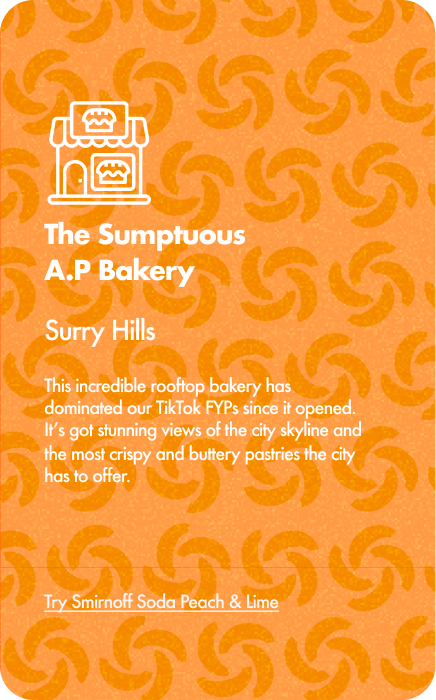 The Sumptuous
A.P Bakery
Surry Hills
This incredible rooftop bakery has
dominated our TikTok FYPs since it opened.
It’s got stunning views of the city skyline and
the most crispy and buttery pastries the city
has to offer.
Try Smirnoff Soda Peach & Lime